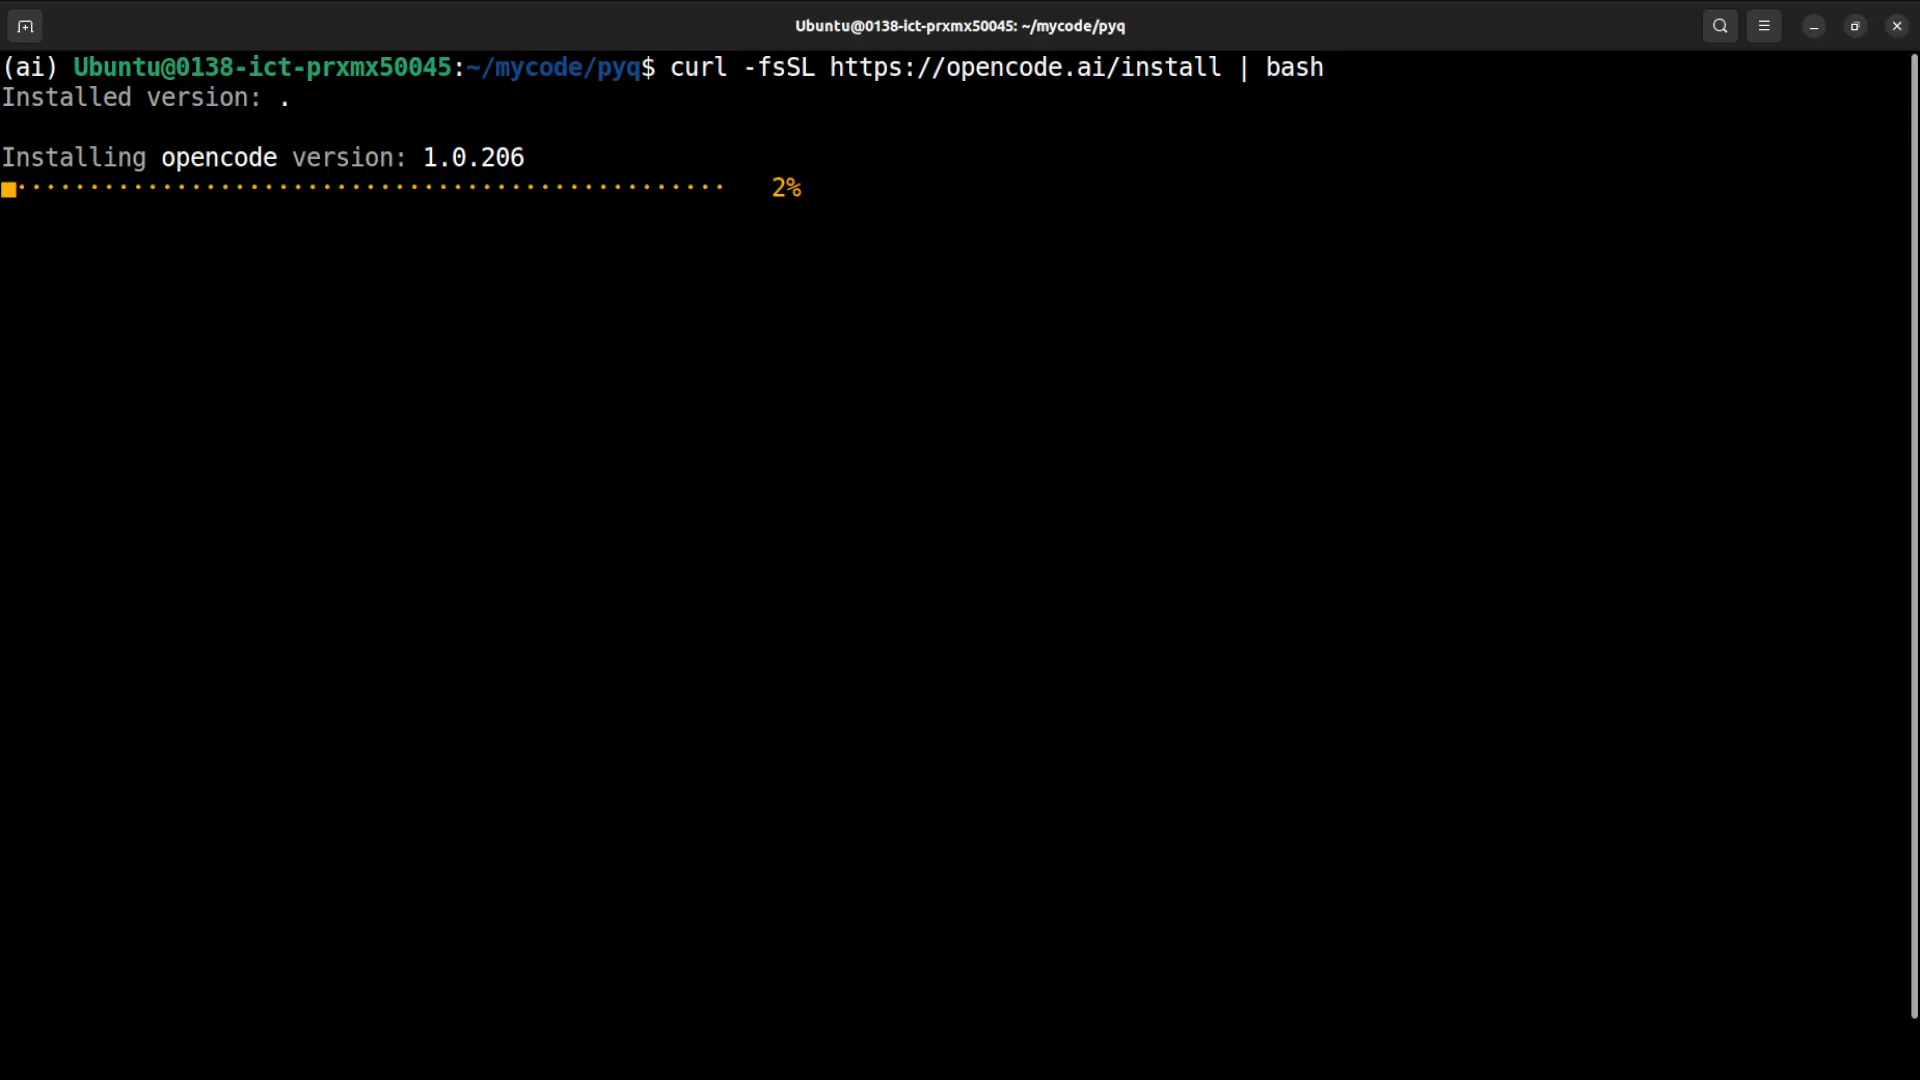 Ubuntu@0138-ict-prxmx50045: ~/mycode/pyq
(ai) Ubuntu@0138-ict-prxmx50045:~/mycode/pyq$ curl -fsSL https://opencode.ai/install | bash
Installed version: .
Installing opencode version: 1.0.206
2%